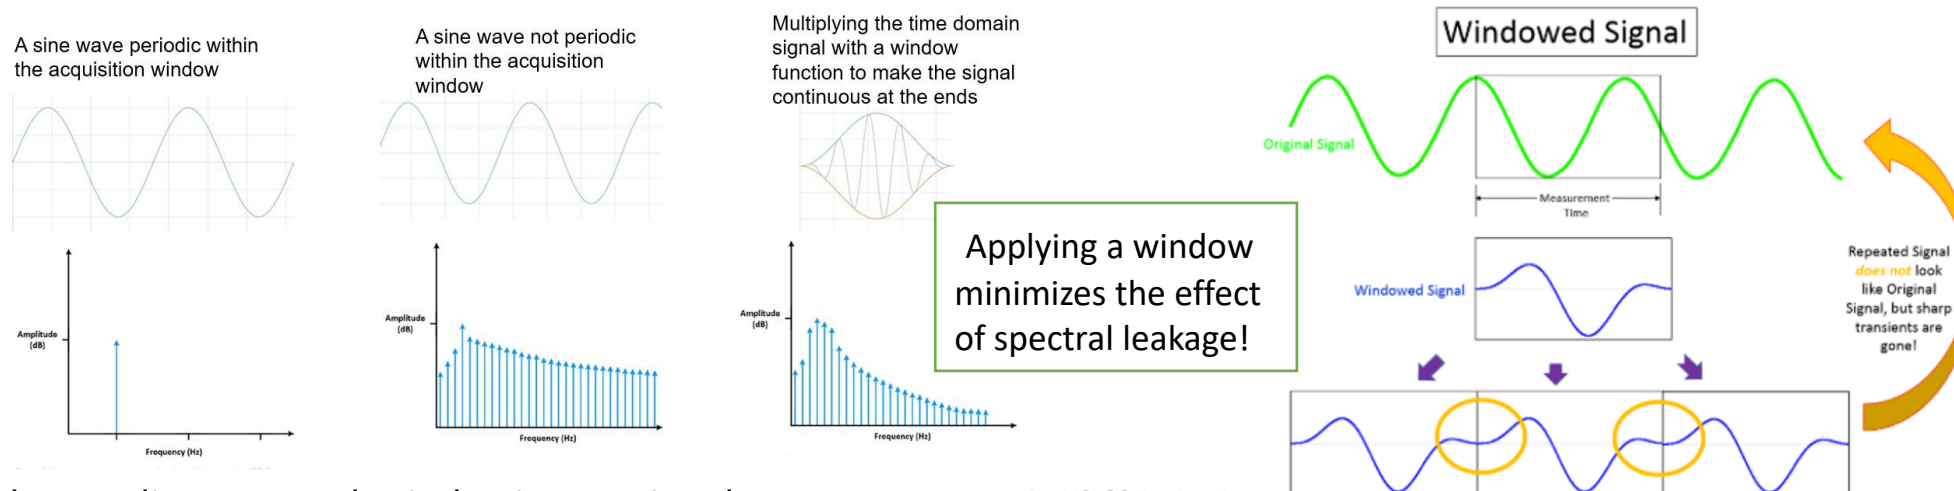 A sine wave periodic within
the acquisition window
A sine wave not periodic
within the acquisition
window
Multiplying the time domain
signal with a window
function to make the signal
continuous at the ends
Amplitude
(dB)
Frequency (Hz)
Amplitude
(dB)
Frequency (Hz)
Amplitude
(dB)
Frequency (Hz)
Applying a window
minimizes the effect
of spectral leakage!
Windowed Signal
Original Signal
Measurement
Time
Windowed Signal
Repeated Signal
does not look
like Original
Signal, but sharp
transients are
gone!